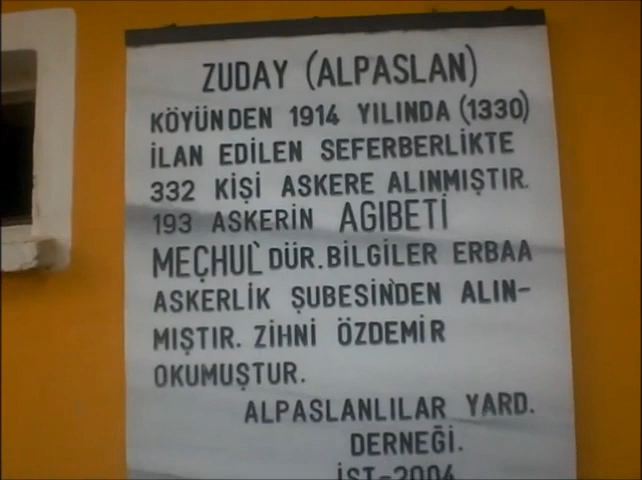 ZUDAY (ALPASLAN)
KÖYÜNDEN 1914 YILINDA (1330)
İLAN EDİLEN SEFERBERLİKTE
332 KİŞİ ASKERE ALINMIŞTIR.
193 ASKERİN AGIBETİ
MEÇHUL'DÜR. BİLGİLER ERBAA
ASKERLİK ŞUBESİN'DEN ALIN-
MIŞTIR. ZİHNİ ÖZDEMİR
OKUMUŞTUR.
ALPASLANLILAR YARD.
DERNEĞİ.
İST-2004